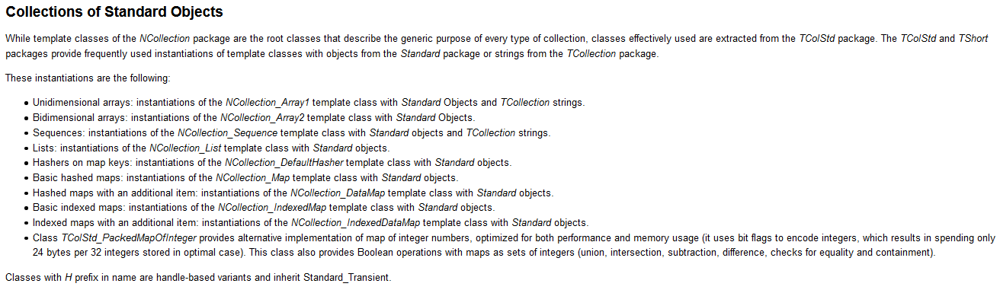 Collections of Standard Objects
While template classes of the NCollection package are the root classes that describe the generic purpose of every type of collection, classes effectively used are extracted from the TColStd package. The TColStd and TShort
packages provide frequently used instantiations of template classes with objects from the Standard package or strings from the TCollection package.
These instantiations are the following:
• Unidimensional arrays: instantiations of the NCollection_Array1 template class with Standard Objects and TCollection strings.
• Bidimensional arrays: instantiations of the NCollection_Array2 template class with Standard Objects.
• Sequences: instantiations of the NCollection_Sequence template class with Standard objects and TCollection strings.
• Lists: instantiations of the NCollection_List template class with Standard objects.
• Hashers on map keys: instantiations of the NCollection_DefaultHasher template class with Standard objects.
• Basic hashed maps: instantiations of the NCollection_Map template class with Standard objects.
• Hashed maps with an additional item: instantiations of the NCollection_DataMap template class with Standard objects.
• Basic indexed maps: instantiations of the NCollection_IndexedMap template class with Standard objects.
• Indexed maps with an additional item: instantiations of the NCollection_IndexedDataMap template class with Standard objects.
• Class TColStd_PackedMapOfInteger provides alternative implementation of map of integer numbers, optimized for both performance and memory usage (it uses bit flags to encode integers, which results in spending only
24 bytes per 32 integers stored in optimal case). This class also provides Boolean operations with maps as sets of integers (union, intersection, subtraction, difference, checks for equality and containment).
Classes with H prefix in name are handle-based variants and inherit Standard_Transient.